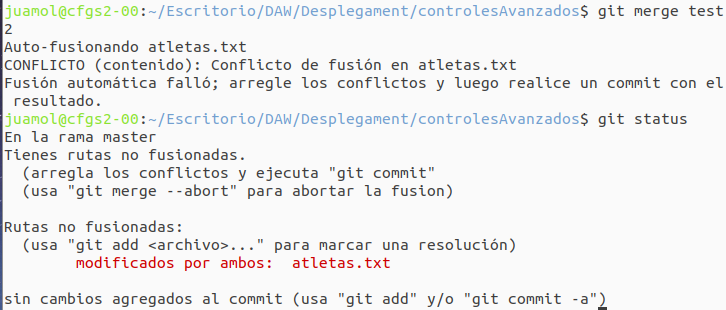 juamol@cfgs2-00:~/Escritorio/DAW/Desplegament/controlesAvanzados$ git merge test
2
Auto-fusionando atletas.txt
CONFLICTO (contenido): Conflicto de fusión en atletas.txt
Fusión automática falló; arregle los conflictos y luego realice un commit con el
 resultado.
juamol@cfgs2-00:~/Escritorio/DAW/Desplegament/controlesAvanzados$ git status
En la rama master
Tienes rutas no fusionadas.
  (arregla los conflictos y ejecuta "git commit"
  (usa "git merge --abort" para abortar la fusion)

Rutas no fusionadas:
  (usa "git add <archivo>..." para marcar una resolución)
        modificados por ambos:  atletas.txt

sin cambios agregados al commit (usa "git add" y/o "git commit -a")